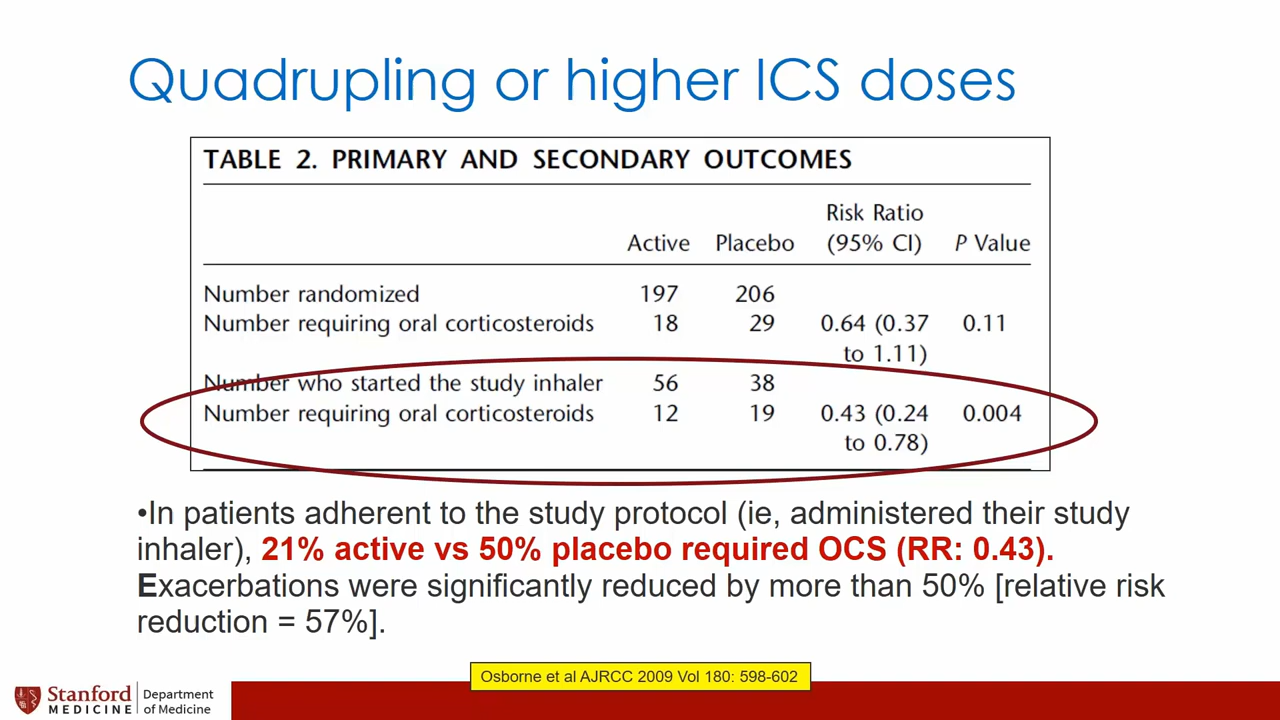 Quadrupling or higher ICS doses
TABLE 2. PRIMARY AND SECONDARY OUTCOMES
Risk Ratio
Active Placebo (95% CI) P Value
Number randomized 197 206
Number requiring oral corticosteroids 18 29 0.64 (0.37 0.11
to 1.11)
Number who started the study inhaler 56 38
Number requiring oral corticosteroids 12 19 0.43 (0.24 0.004
to 0.78)
•In patients adherent to the study protocol (ie, administered their study
inhaler), 21% active vs 50% placebo required OCS (RR: 0.43).
Exacerbations were significantly reduced by more than 50% [relative risk
reduction = 57%].
Osborne et al AJRCC 2009 Vol 180: 598-602
Stanford Department
MEDICINE of Medicine